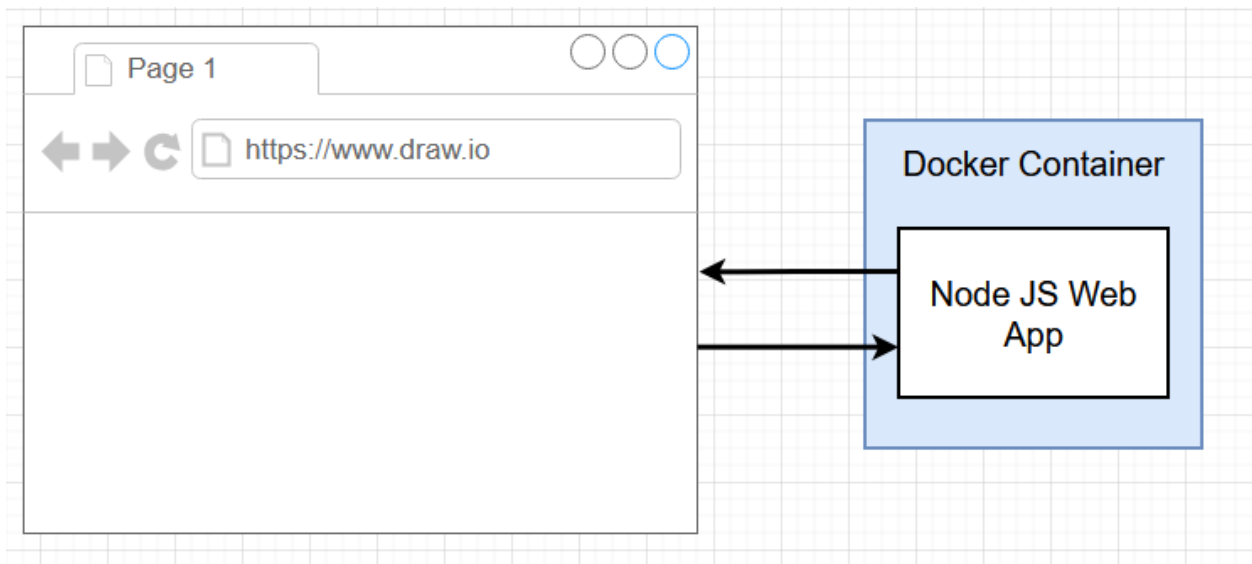 Page 1
https://www.draw.io
Docker Container
Node JS Web
App